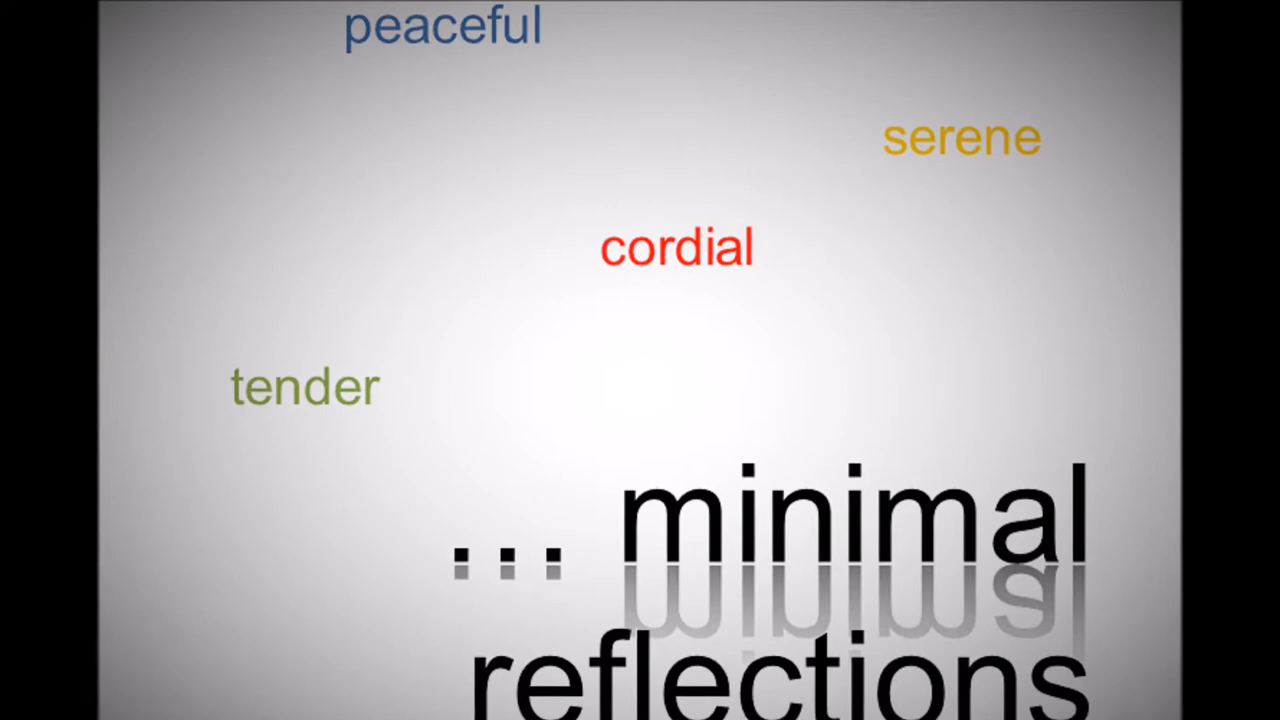 peaceful
serene
cordial
tender
... minimal
reflections